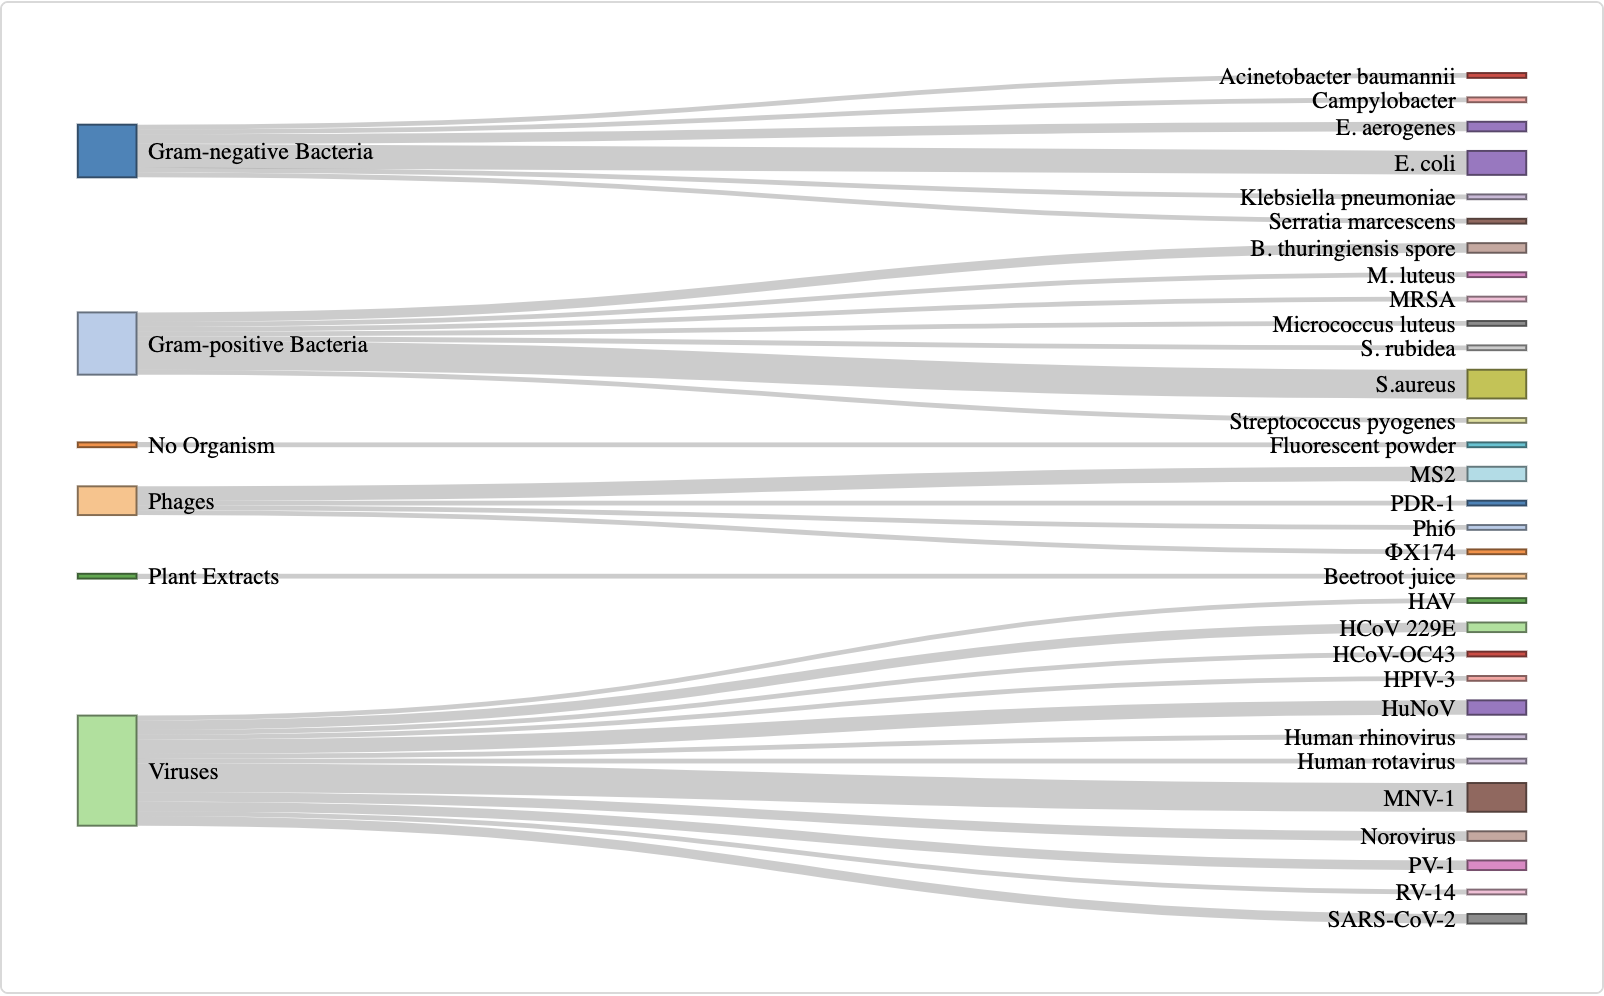 Gram-negative Bacteria
Gram-positive Bacteria
No Organism
Phages
Plant Extracts
Viruses
Acinetobacter baumannii
Campylobacter
E. aerogenes
E. coli
Klebsiella pneumoniae
Serratia marcescens
B. thuringiensis spore
M. luteus
MRSA
Micrococcus luteus
S. rubidea
S.aureus
Streptococcus pyogenes
Fluorescent powder
MS2
PDR-1
Phi6
ΦX174
Beetroot juice
HAV
HCoV 229E
HCoV-OC43
HPIV-3
HuNoV
Human rhinovirus
Human rotavirus
MNV-1
Norovirus
PV-1
RV-14
SARS-CoV-2